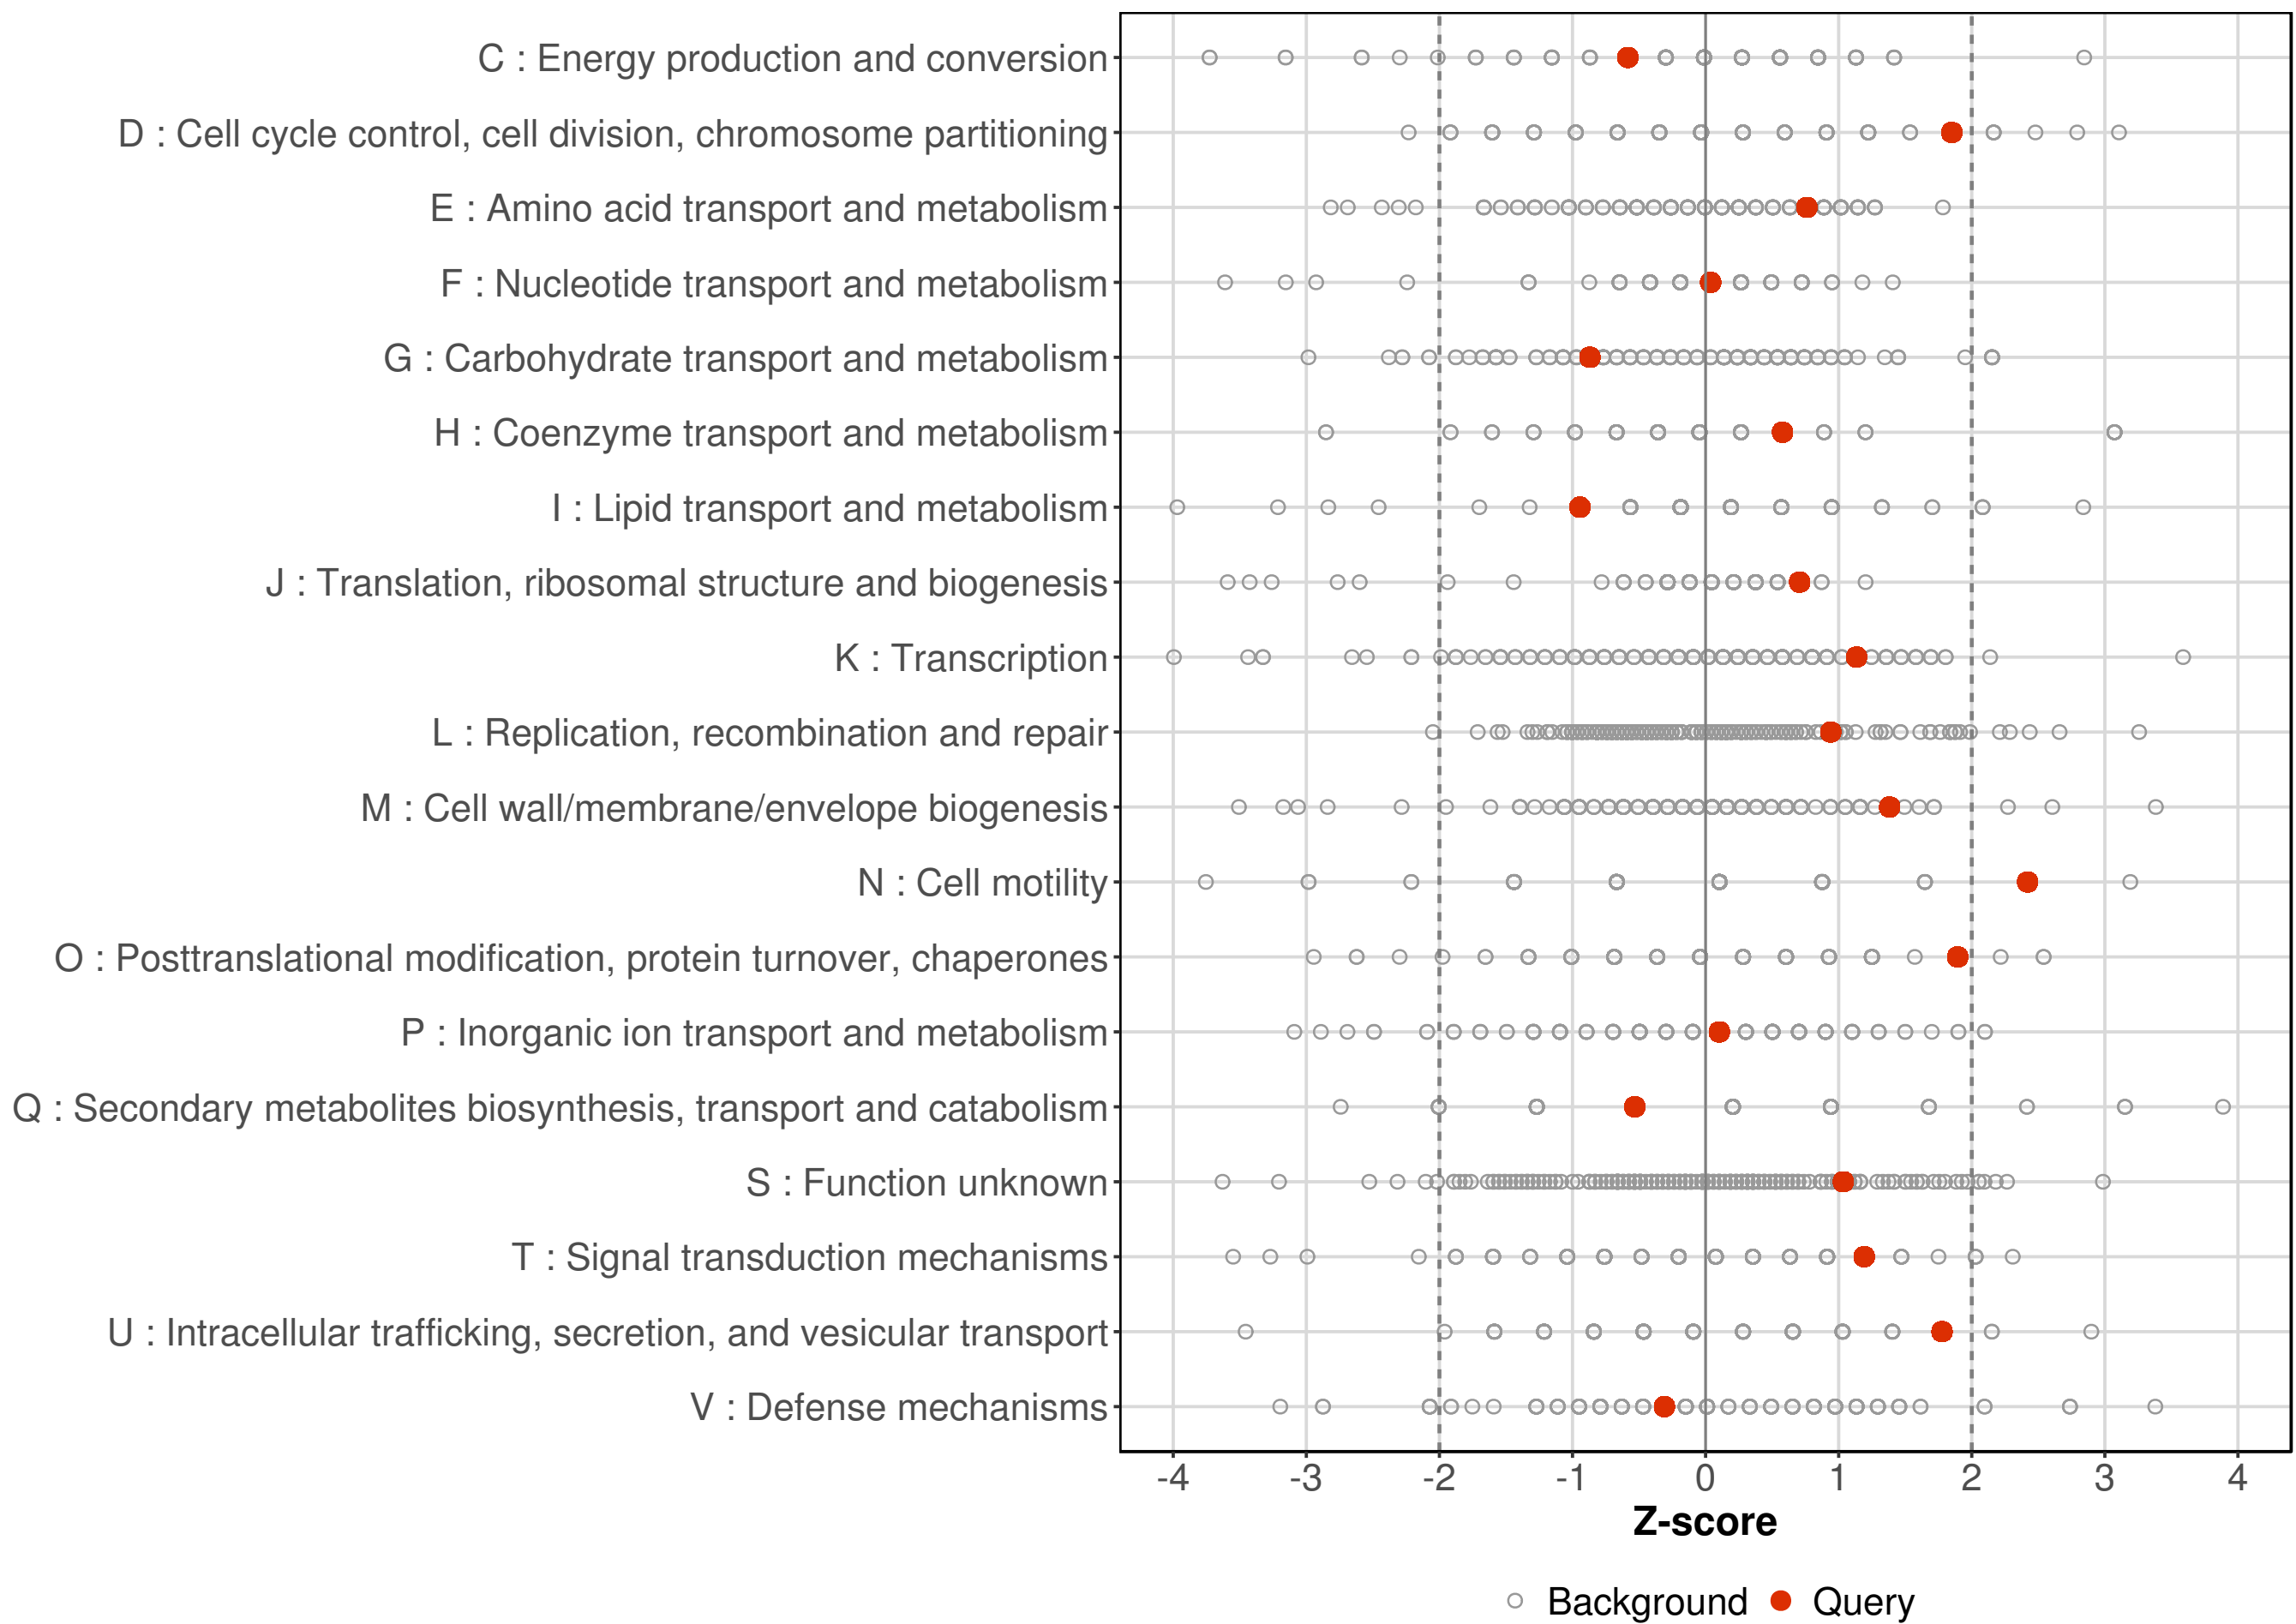 C : Energy production and conversion
D : Cell cycle control, cell division, chromosome partitioning
E : Amino acid transport and metabolism
F : Nucleotide transport and metabolism
G : Carbohydrate transport and metabolism
H : Coenzyme transport and metabolism
I : Lipid transport and metabolism
J : Translation, ribosomal structure and biogenesis
K : Transcription
L : Replication, recombination and repair
M : Cell wall/membrane/envelope biogenesis
N : Cell motility
O : Posttranslational modification, protein turnover, chaperones
P : Inorganic ion transport and metabolism
Q : Secondary metabolites biosynthesis, transport and catabolism
S : Function unknown
T : Signal transduction mechanisms
U : Intracellular trafficking, secretion, and vesicular transport
V : Defense mechanisms
-4 -3 -2 -1 0 1 2 3 4
Z-score
Background Query